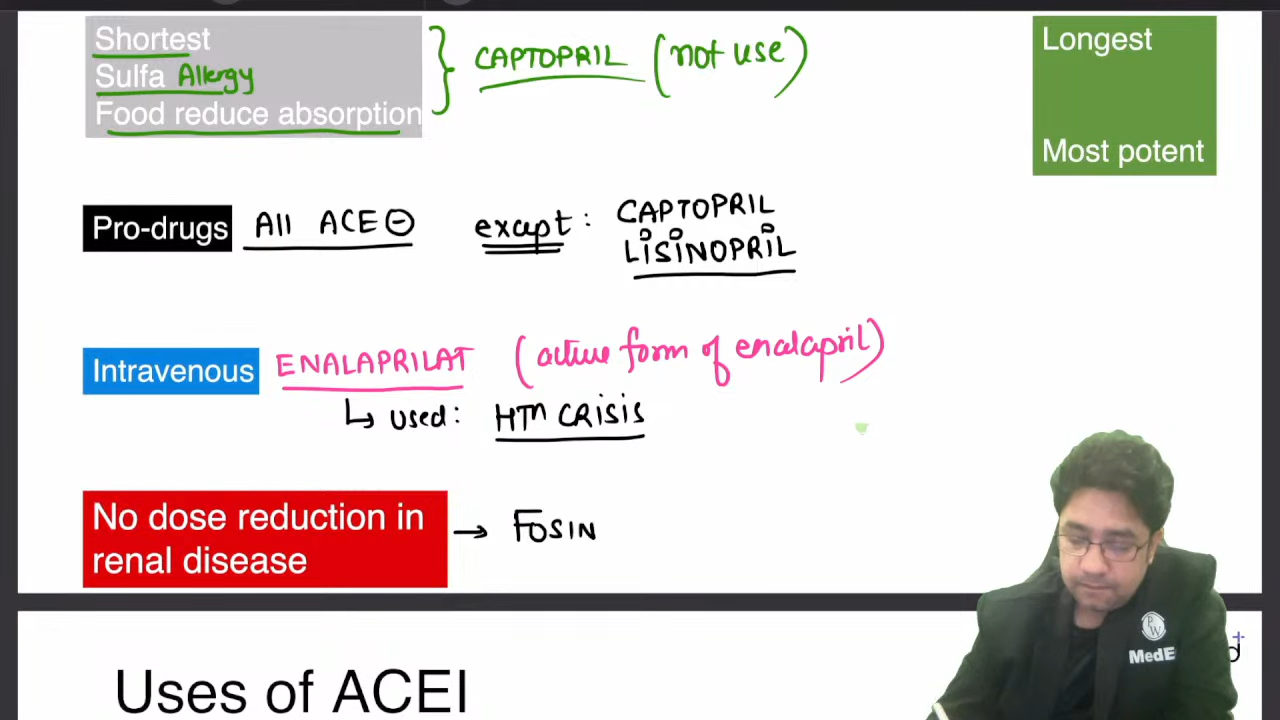 Shortest
Sulfa Allergy
Food reduce absorption
CAPTOPRIL (not use)
Longest
Most potent
Pro-drugs All ACE⊖ except : CAPTOPRIL
LiSiNOPRiL
Intravenous ENALAPRILAT (active form of enalapril)
↳ Used : HTn CRiSiS
No dose reduction in
renal disease
→ FOSIN
PW
MedE
d
Uses of ACEI